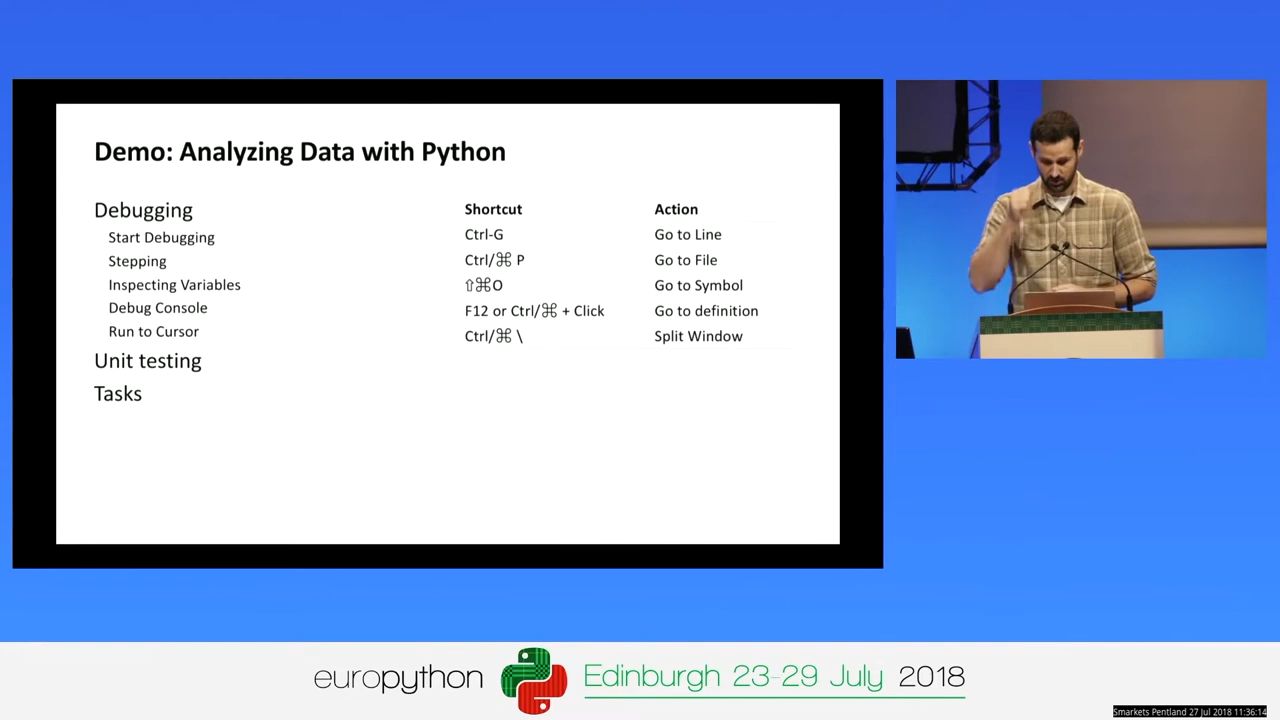 Demo: Analyzing Data with Python
Debugging
Start Debugging
Stepping
Inspecting Variables
Debug Console
Run to Cursor
Unit testing
Tasks
Shortcut Action
Ctrl-G Go to Line
Ctrl/⌘ P Go to File
⇧⌘O Go to Symbol
F12 or Ctrl/⌘ + Click Go to definition
Ctrl/⌘ \ Split Window
europython Edinburgh 23-29 July 2018
Smarkets Pentland 27 Jul 2018 11:36:14